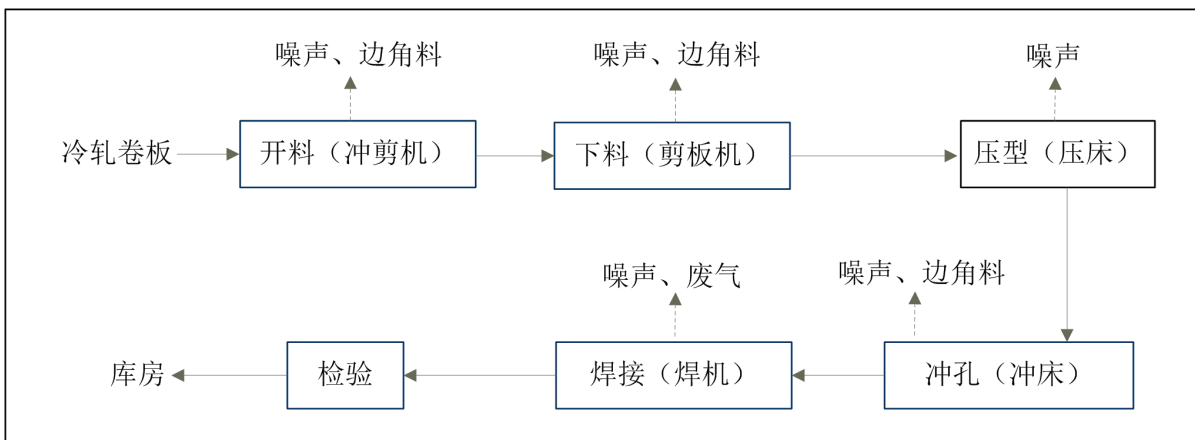 噪声、边角料
噪声、边角料
噪声
冷轧卷板
开料（冲剪机）
下料（剪板机）
压型（压床）
噪声、废气
噪声、边角料
库房
检验
焊接（焊机）
冲孔（冲床）